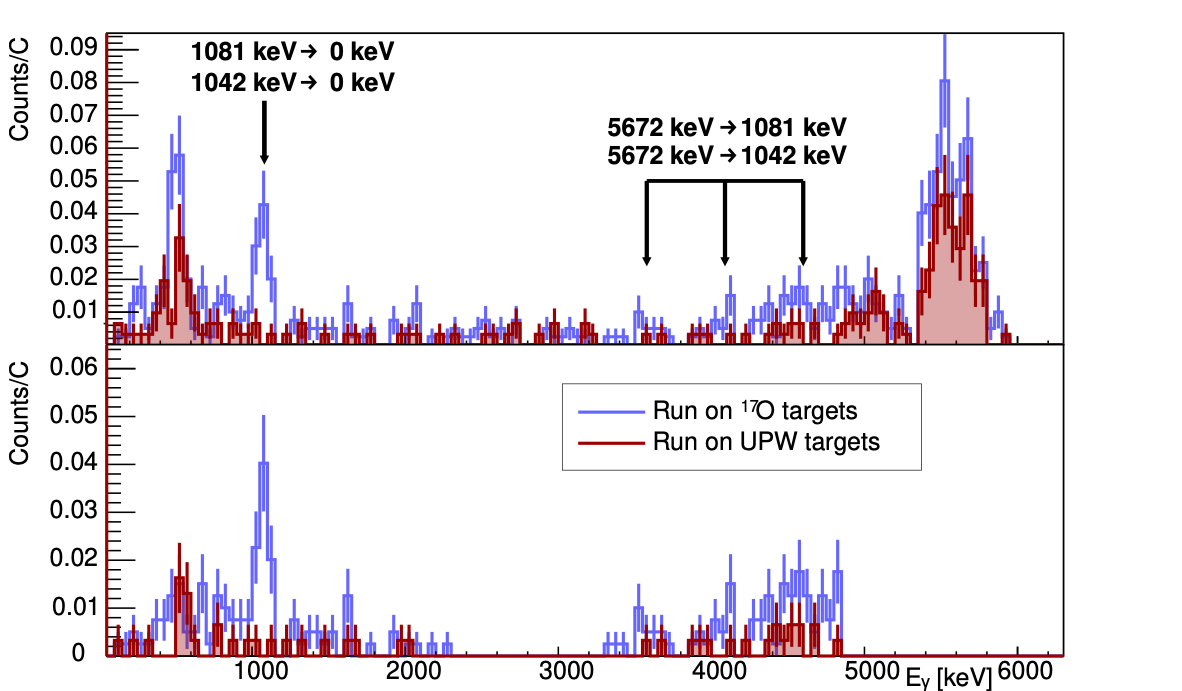 Counts/C
0.09
0.08
0.07
0.06
0.05
0.04
0.03
0.02
0.01
1081 keV→ 0 keV
1042 keV→ 0 keV
5672 keV→1081 keV
5672 keV→1042 keV
Counts/C
0.06
0.05
0.04
0.03
0.02
0.01
0
Run on ¹⁷O targets
Run on UPW targets
1000 2000 3000 4000 5000 Eγ [keV] 6000